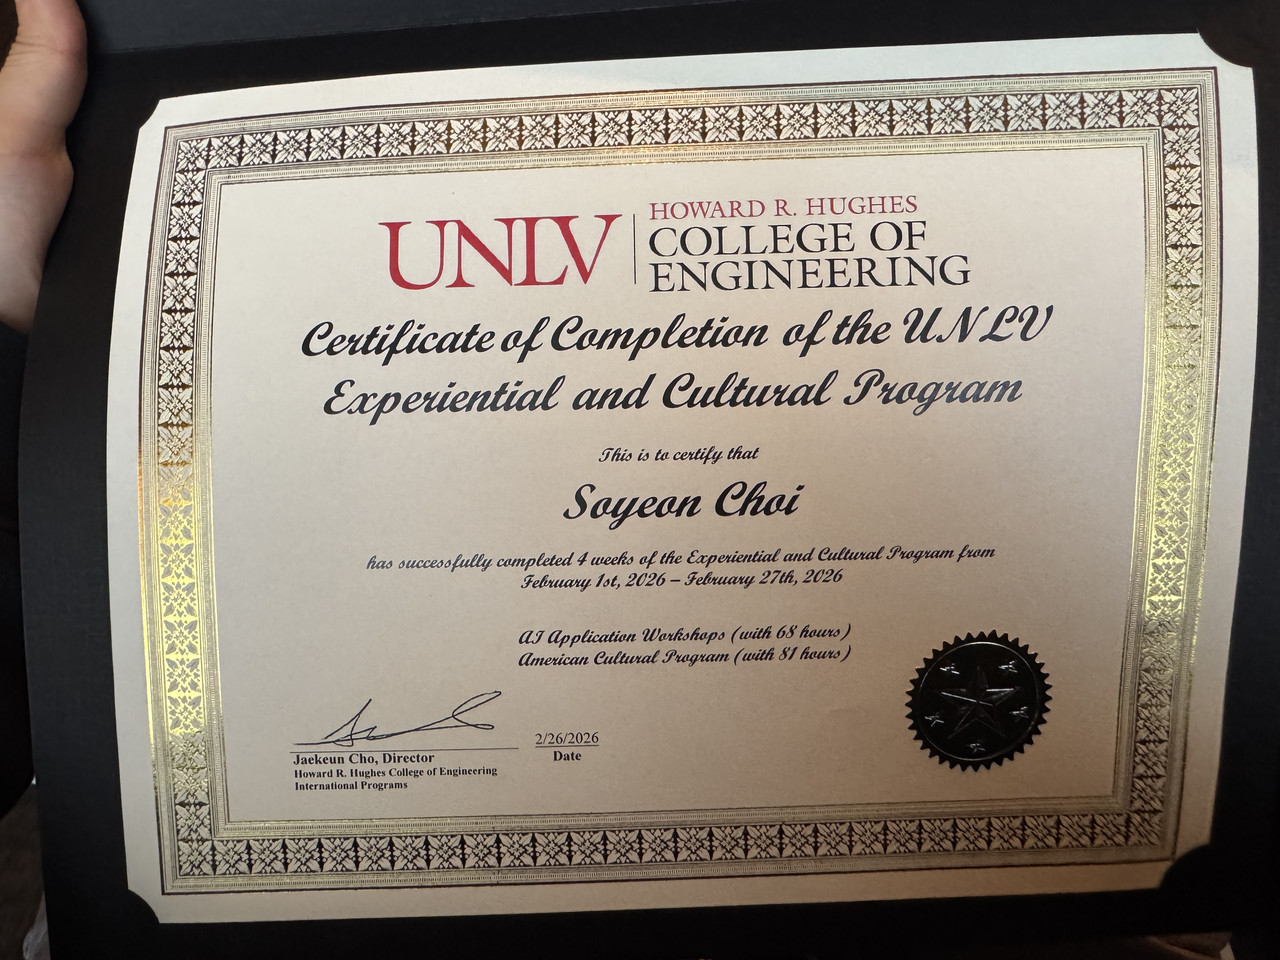 UNLV
HOWARD R. HUGHES
COLLEGE OF
ENGINEERING
Certificate of Completion of the UNLV
Experiential and Cultural Program
This is to certify that
Soyeon Choi
has successfully completed 4 weeks of the Experiential and Cultural Program from
February 1st, 2026 – February 27th, 2026
AI Application Workshops (with 68 hours)
American Cultural Program (with 81 hours)
2/26/2026
Jaekeun Cho, Director
Date
Howard R. Hughes College of Engineering
International Programs